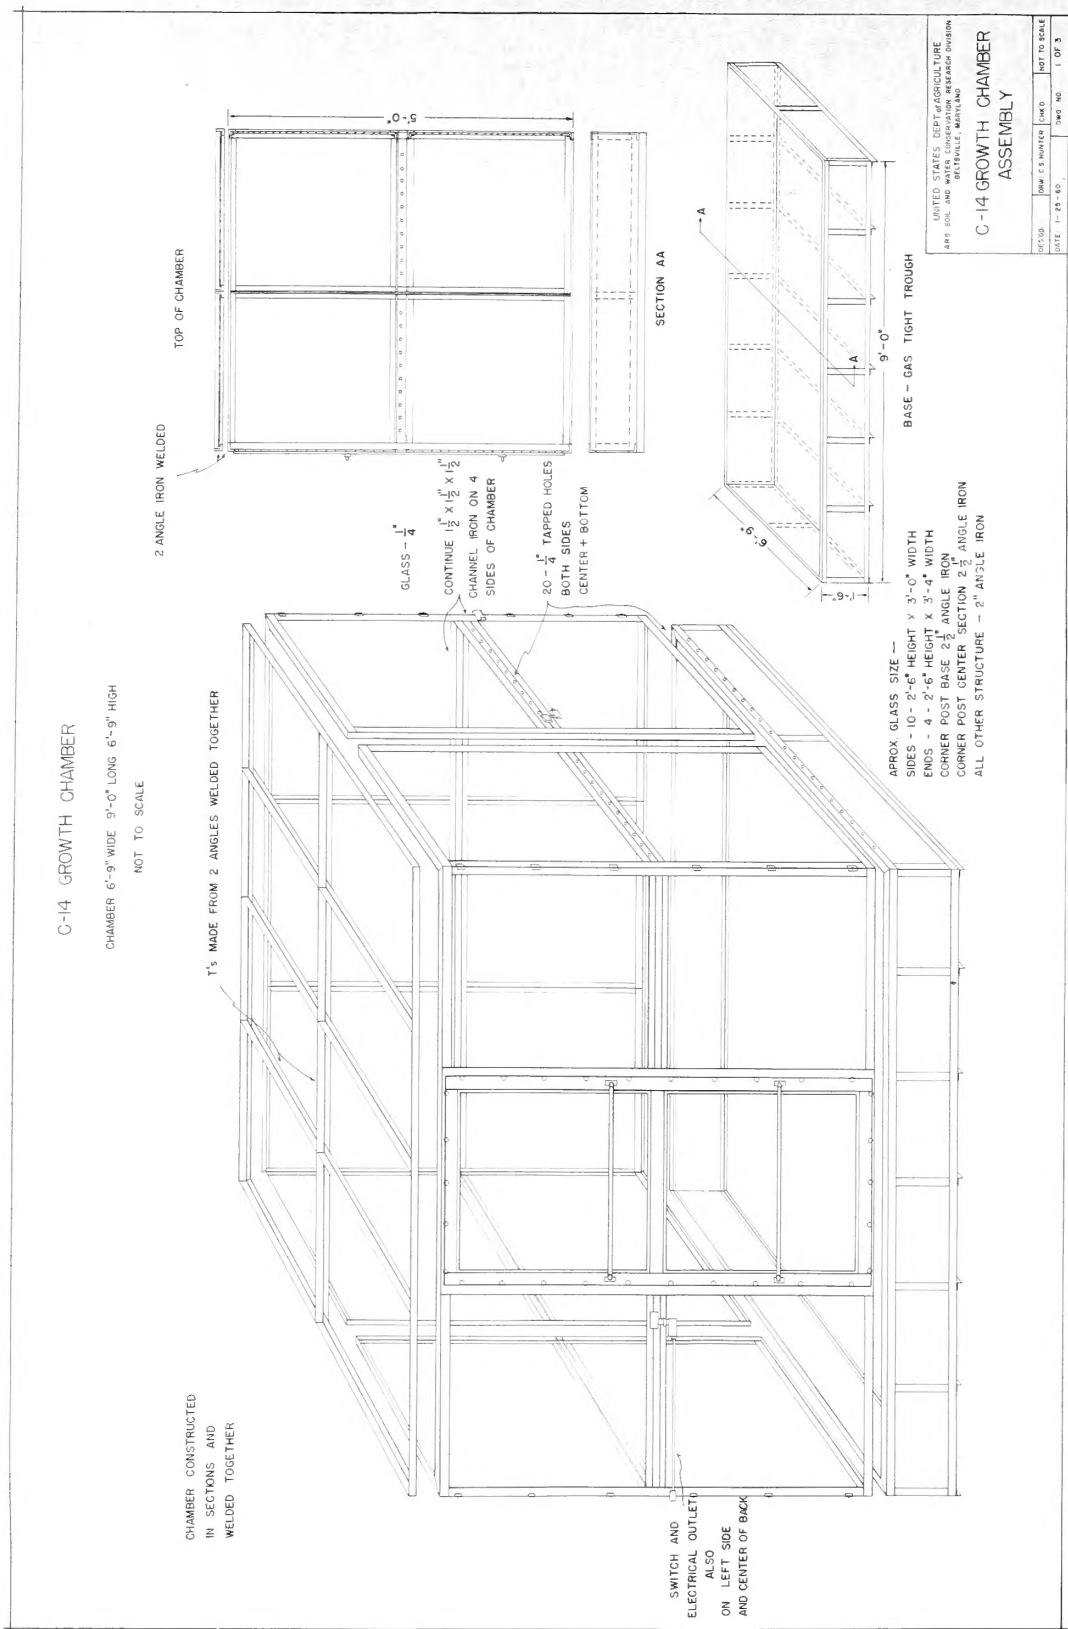 C-14 GROWTH CHAMBER
CHAMBER 6'-9" WIDE 9'-0" LONG 6'-9" HIGH
NOT TO SCALE
CHAMBER CONSTRUCTED
IN SECTIONS AND
WELDED TOGETHER
T's MADE FROM 2 ANGLES WELDED TOGETHER
2 ANGLE IRON WELDED
TOP OF CHAMBER
5'-0"
GLASS - 1/4"
CONTINUE 1 1/2" X 1 1/2" X 1 1/2"
CHANNEL IRON ON 4
SIDES OF CHAMBER
20 - 1/4" TAPPED HOLES
BOTH SIDES
CENTER + BOTTOM
SECTION AA
SWITCH AND
ELECTRICAL OUTLET
ALSO
ON LEFT SIDE
AND CENTER OF BACK
A
A
6'-9"
1'-6"
9'-0"
BASE - GAS TIGHT TROUGH
APROX. GLASS SIZE —
SIDES - 10 - 2'-6" HEIGHT X 3'-0" WIDTH
ENDS - 4 - 2'-6" HEIGHT X 3'-4" WIDTH
CORNER POST BASE 2 1/2" ANGLE IRON
CORNER POST CENTER SECTION 2 1/2" ANGLE IRON
ALL OTHER STRUCTURE - 2" ANGLE IRON
UNITED STATES DEPT of AGRICULTURE
ARS SOIL AND WATER CONSERVATION RESEARCH DIVISION
BELTSVILLE, MARYLAND
C-14 GROWTH CHAMBER
ASSEMBLY
DES'GD. DRW: C.S. HUNTER CHK'D NOT TO SCALE
DATE 1-25-60 DWG NO. 1 OF 3